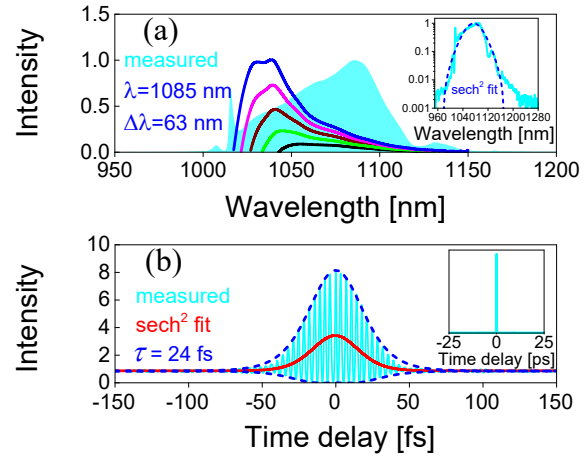 (a)
measured
λ=1085 nm
Δλ=63 nm
Intensity
1.5
1.0
0.5
0.0
950
1000
1050
1100
1150
1200
Wavelength [nm]
1
0.1
0.01
0.001
sech² fit
960
1040
1120
1200
1280
Wavelength [nm]
(b)
measured
sech² fit
τ = 24 fs
Intensity
10
8
6
4
2
0
-150
-100
-50
0
50
100
150
Time delay [fs]
-25
0
25
Time delay [ps]